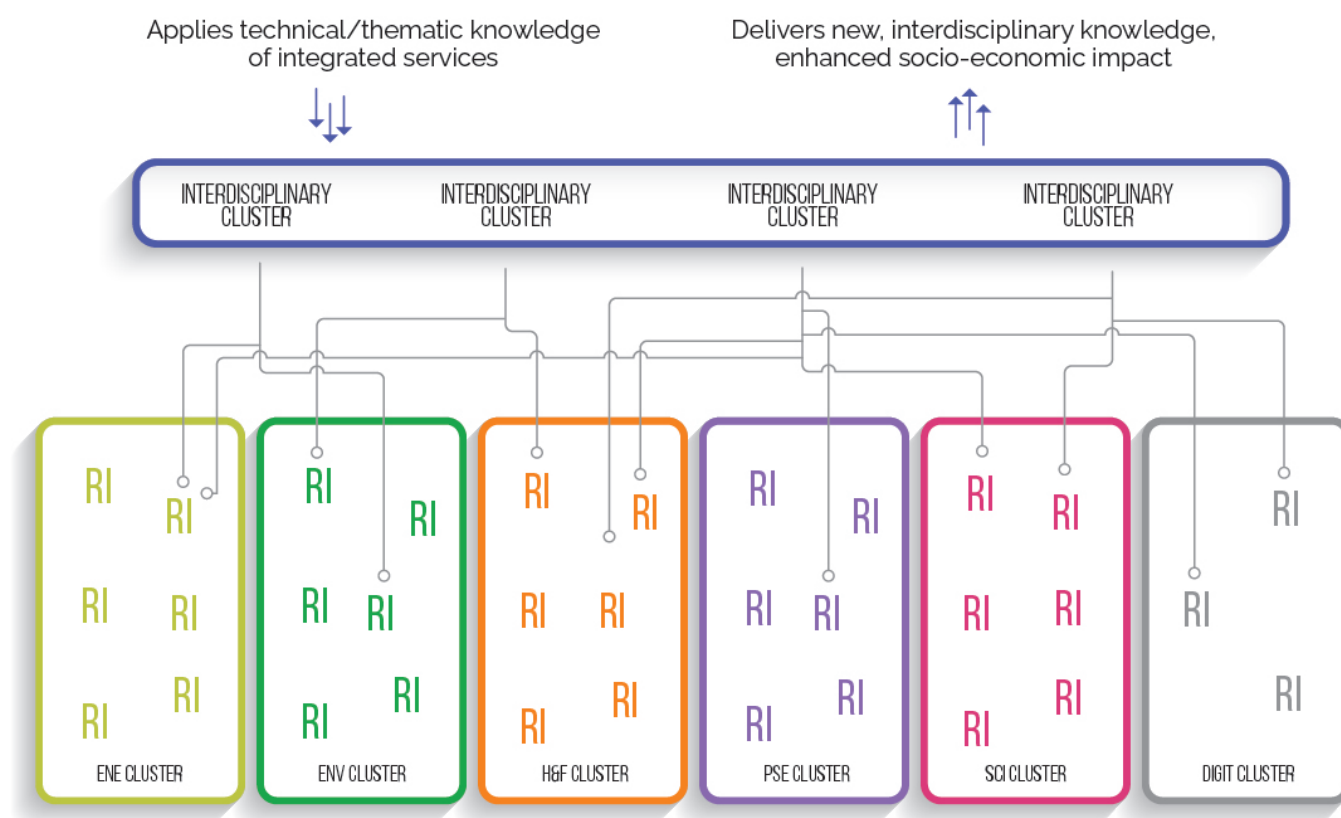 Applies technical/thematic knowledge
of integrated services
Delivers new, interdisciplinary knowledge,
enhanced socio-economic impact
INTERDISCIPLINARY
CLUSTER
INTERDISCIPLINARY
CLUSTER
INTERDISCIPLINARY
CLUSTER
INTERDISCIPLINARY
CLUSTER
RI
RI
RI
RI
RI
RI
ENE CLUSTER
RI
RI
RI
RI
RI
RI
ENV CLUSTER
RI
RI
RI
RI
RI
RI
H&F CLUSTER
RI
RI
RI
RI
RI
RI
PSE CLUSTER
RI
RI
RI
RI
RI
RI
SCI CLUSTER
RI
RI
RI
DIGIT CLUSTER